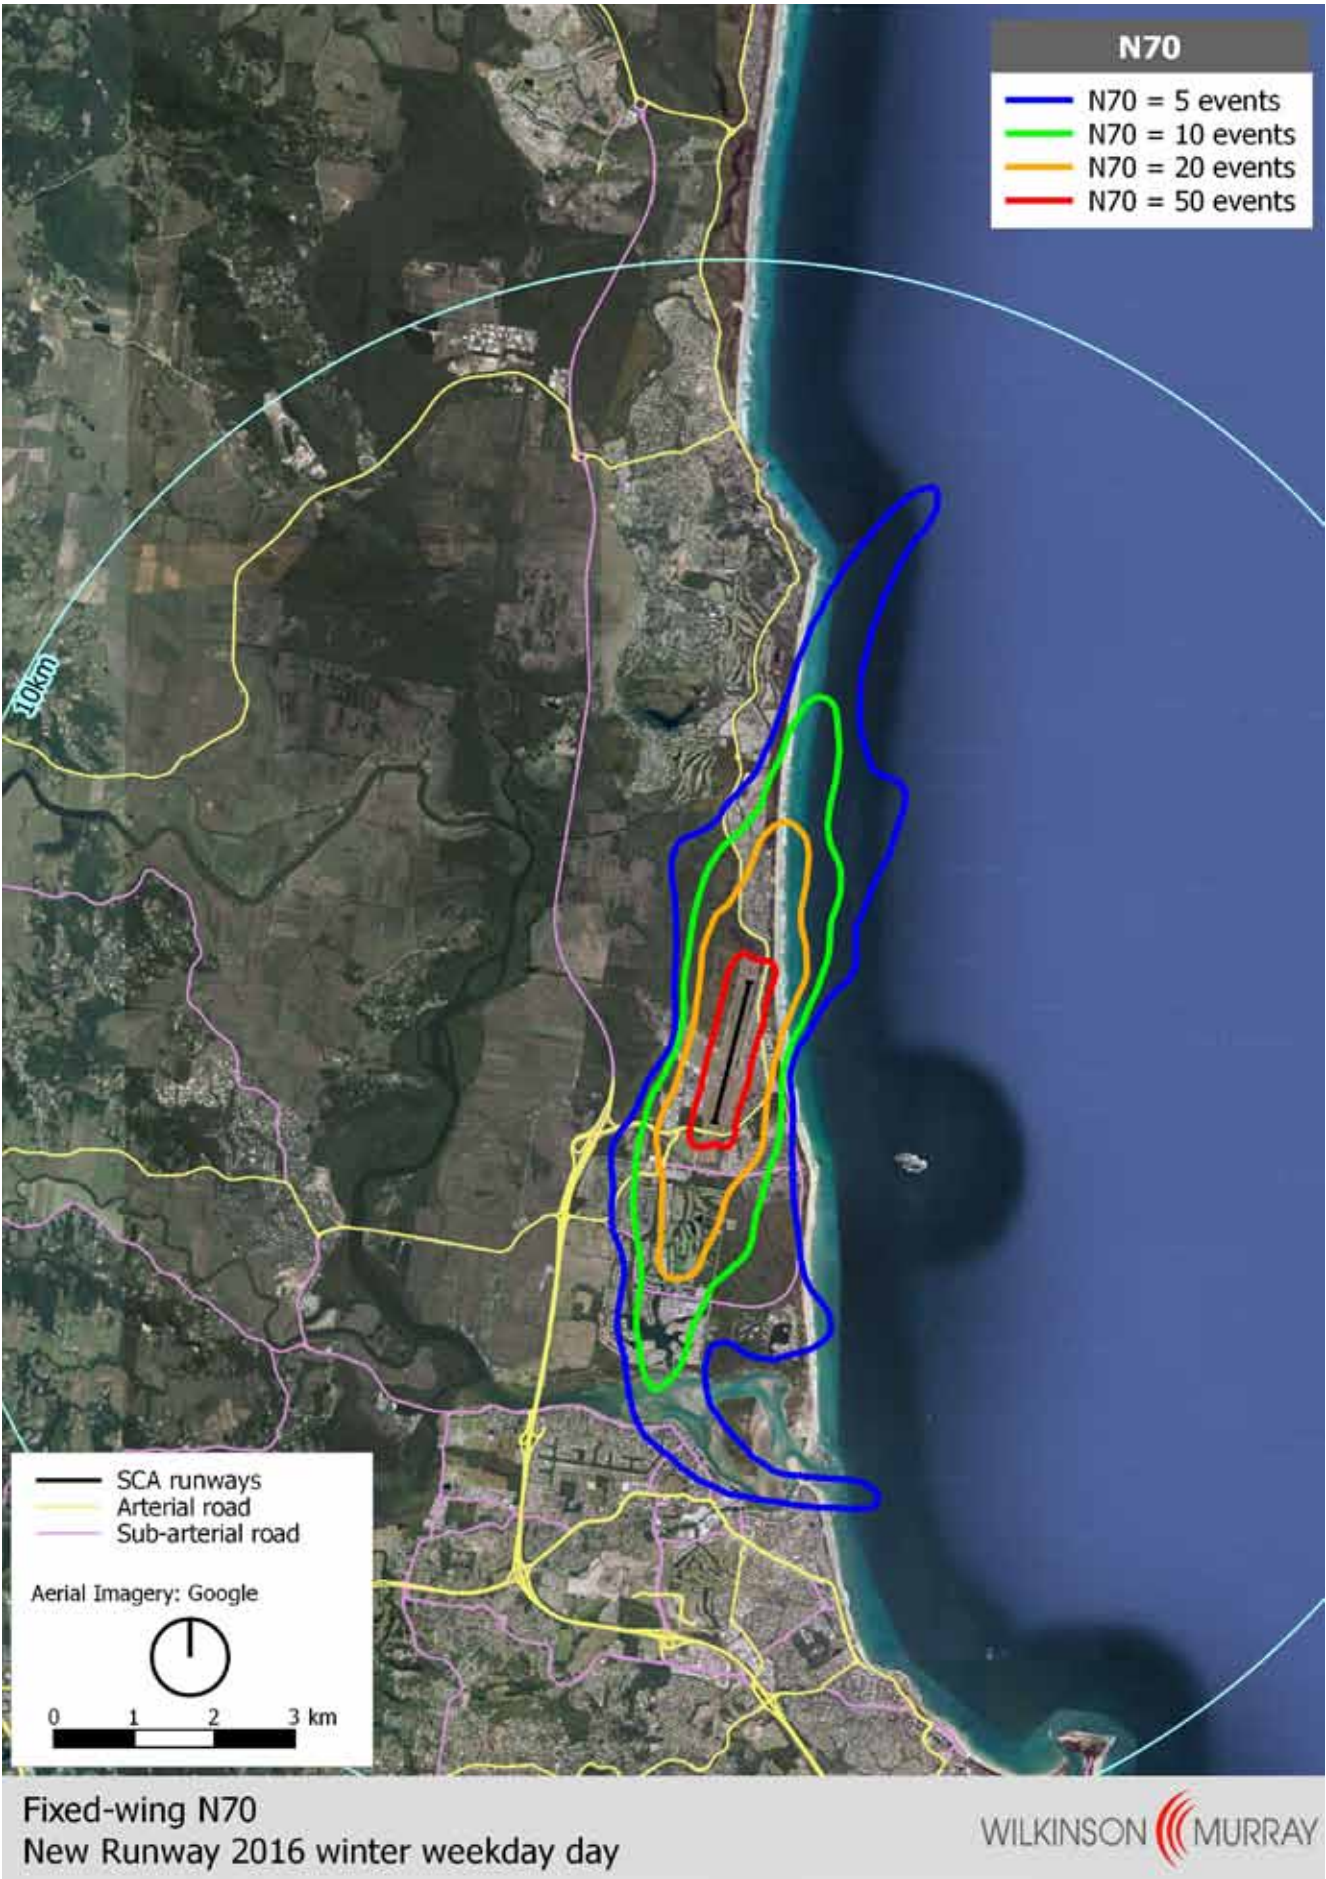 N70
N70 = 5 events
N70 = 10 events
N70 = 20 events
N70 = 50 events
10km
SCA runways
Arterial road
Sub-arterial road
Aerial Imagery: Google
0 1 2 3 km
Fixed-wing N70
New Runway 2016 winter weekday day
WILKINSON MURRAY